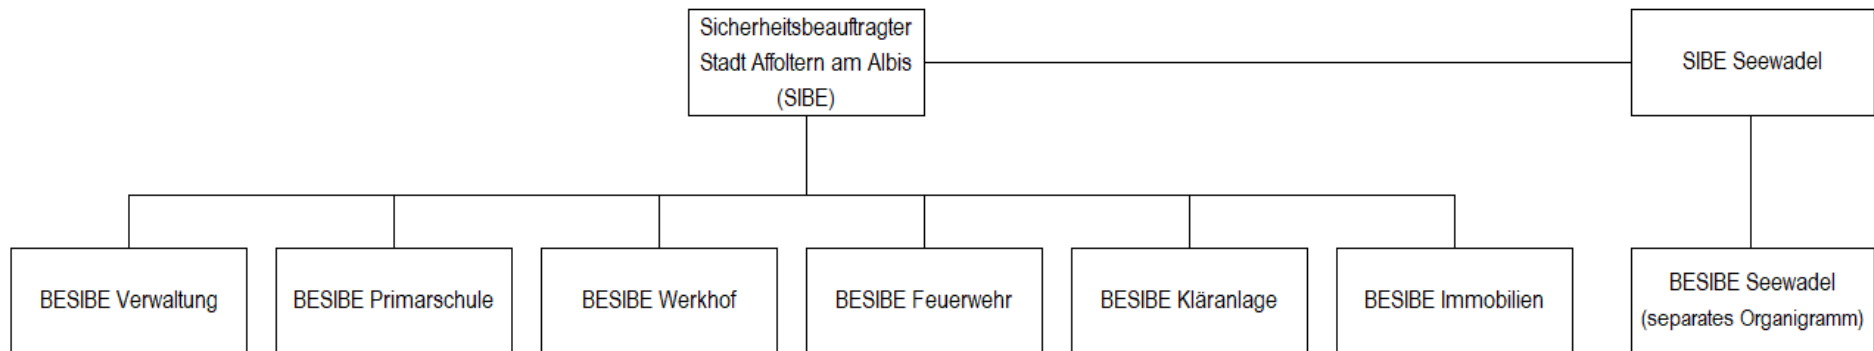 Sicherheitsbeauftragter
Stadt Affoltern am Albis
(SIBE)
SIBE Seewadel
BESIBE Verwaltung
BESIBE Primarschule
BESIBE Werkhof
BESIBE Feuerwehr
BESIBE Kläranlage
BESIBE Immobilien
BESIBE Seewadel
(separates Organigramm)